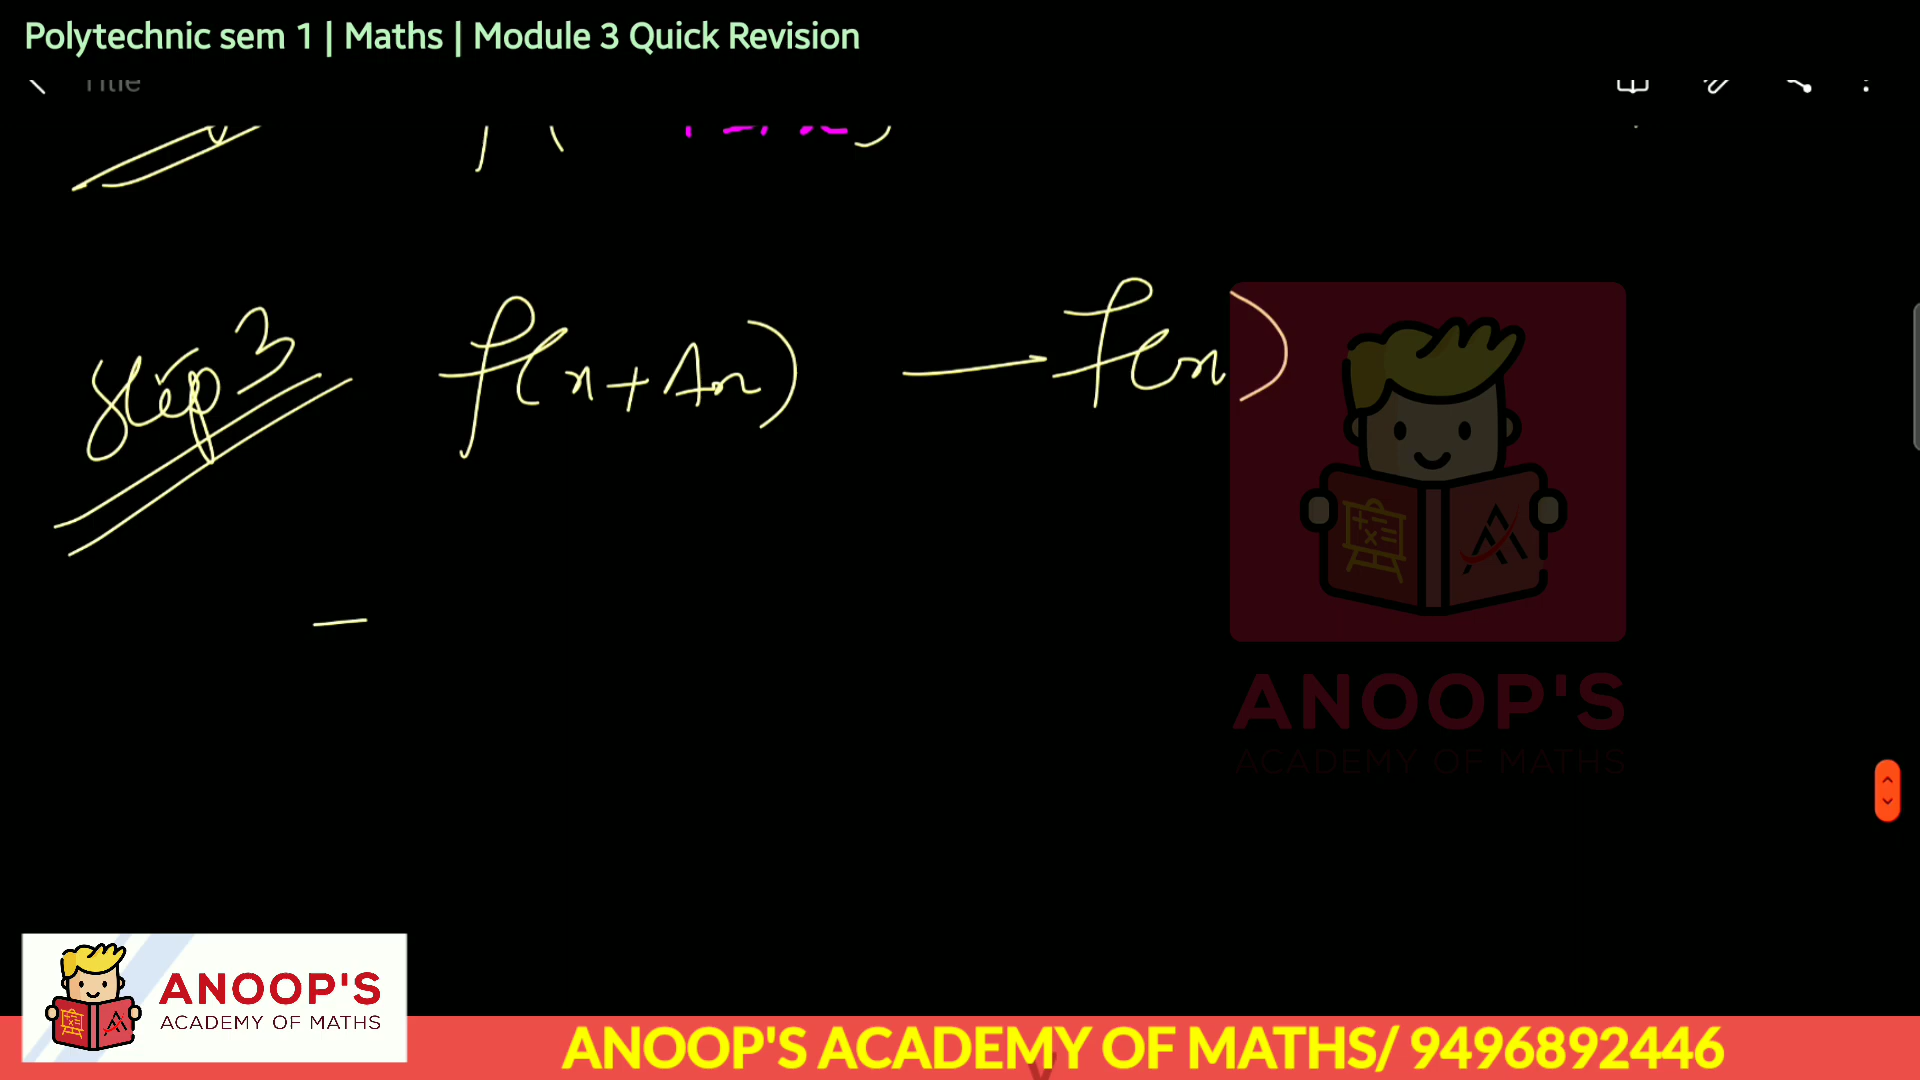 Polytechnic sem 1 | Maths | Module 3 Quick Revision
Title
Step 3 f(x+Δx) — f(x)
ANOOP'S
ACADEMY OF MATHS
ANOOP'S
ACADEMY OF MATHS
ANOOP'S ACADEMY OF MATHS/ 9496892446